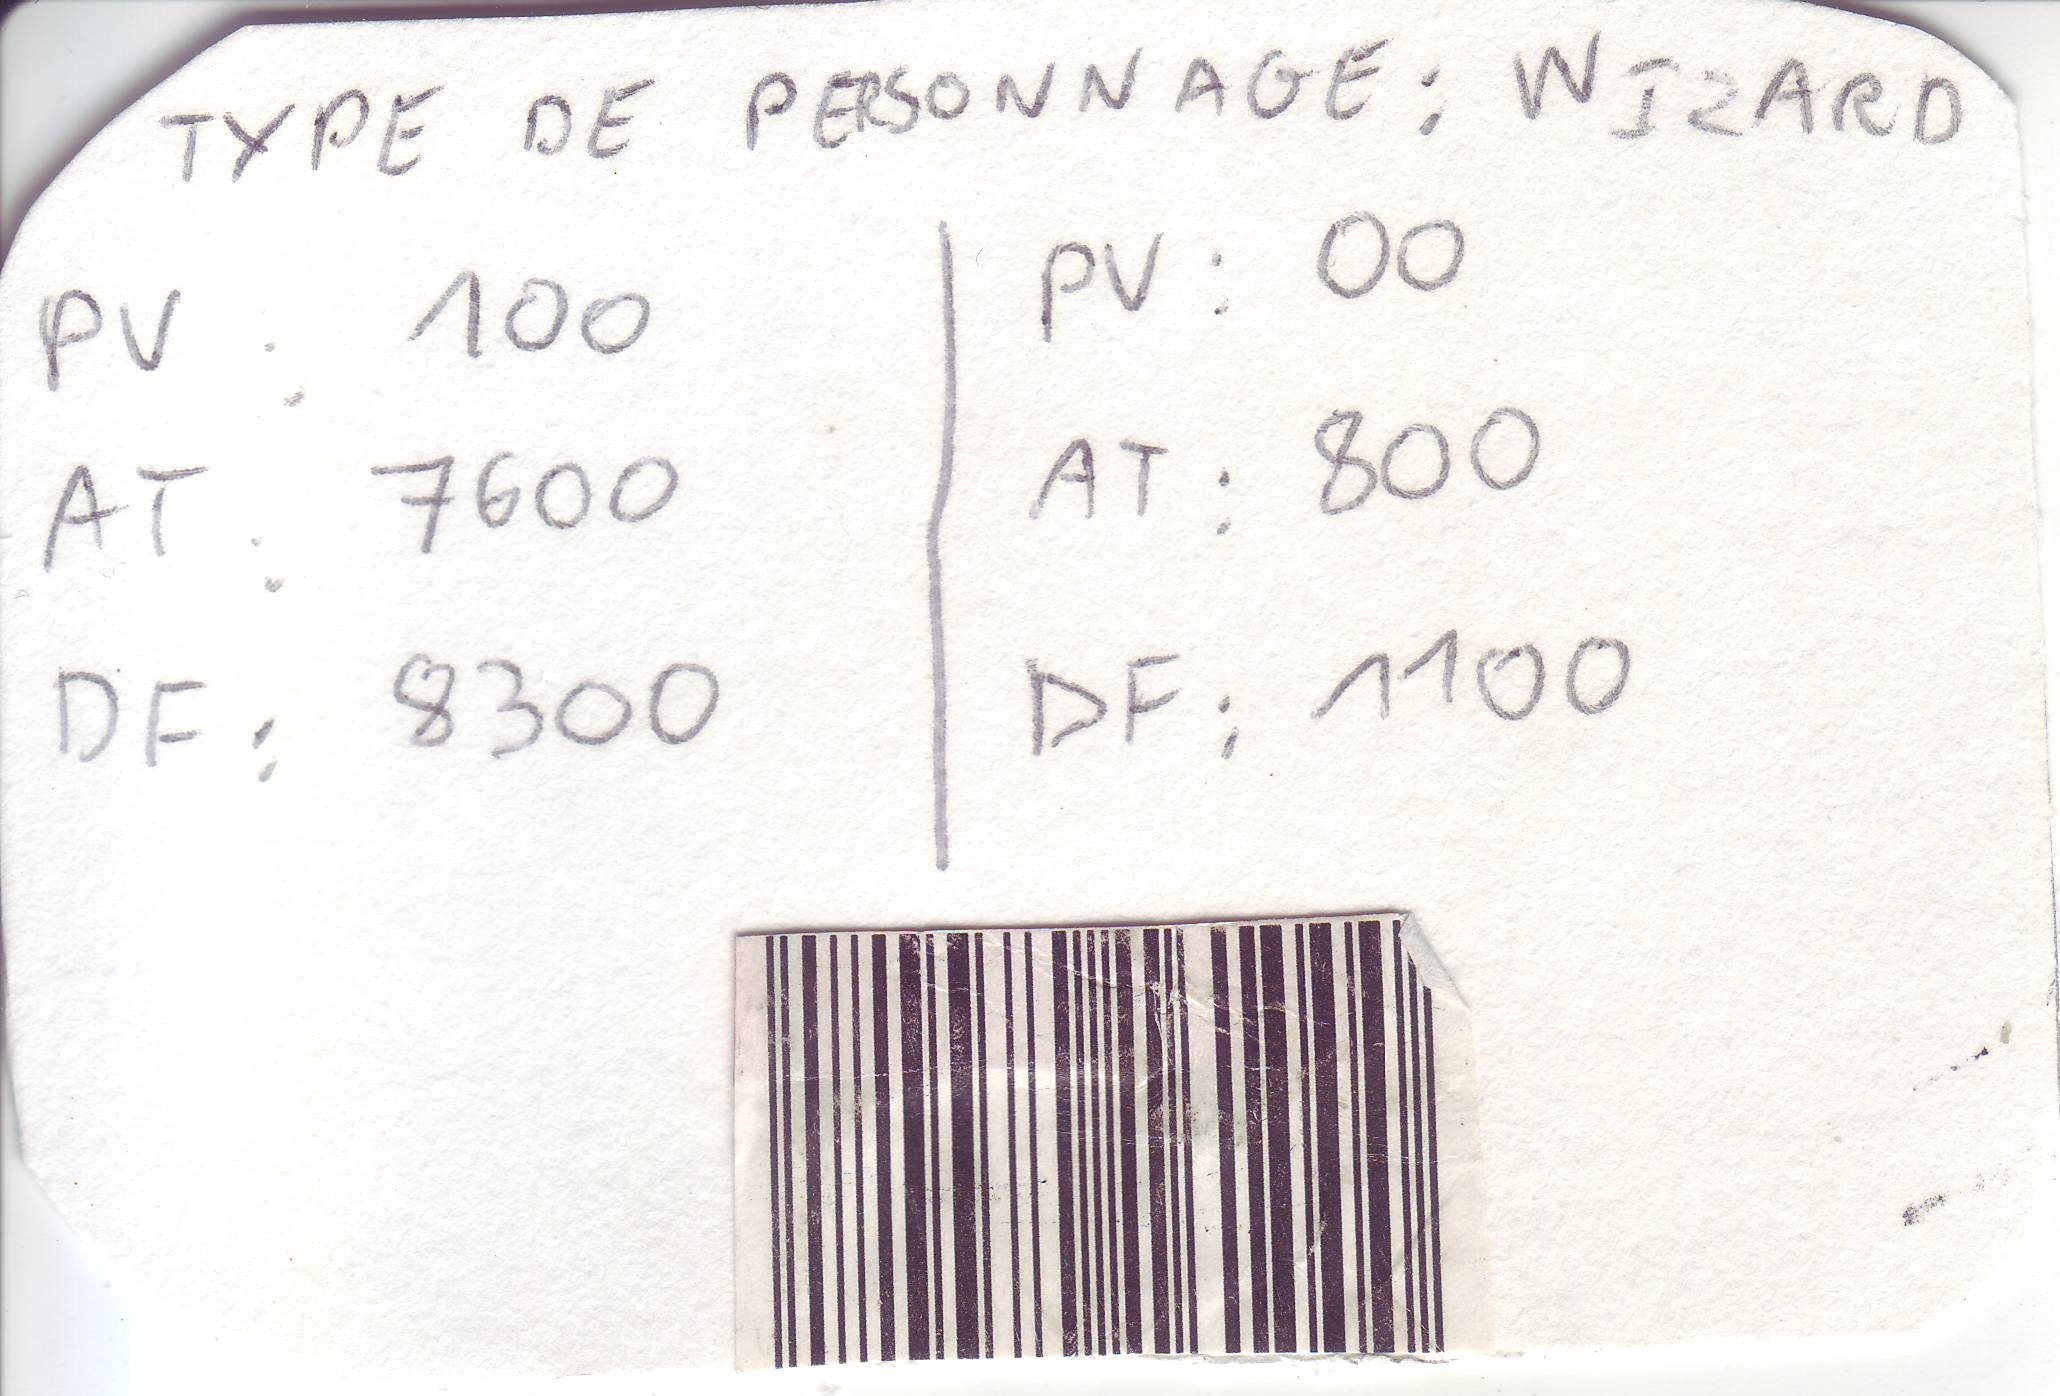 TYPE DE PERSONNAGE : WIZARD
PV : 100
AT : 7600
DF : 8300
PV : 00
AT : 800
DF : 1100